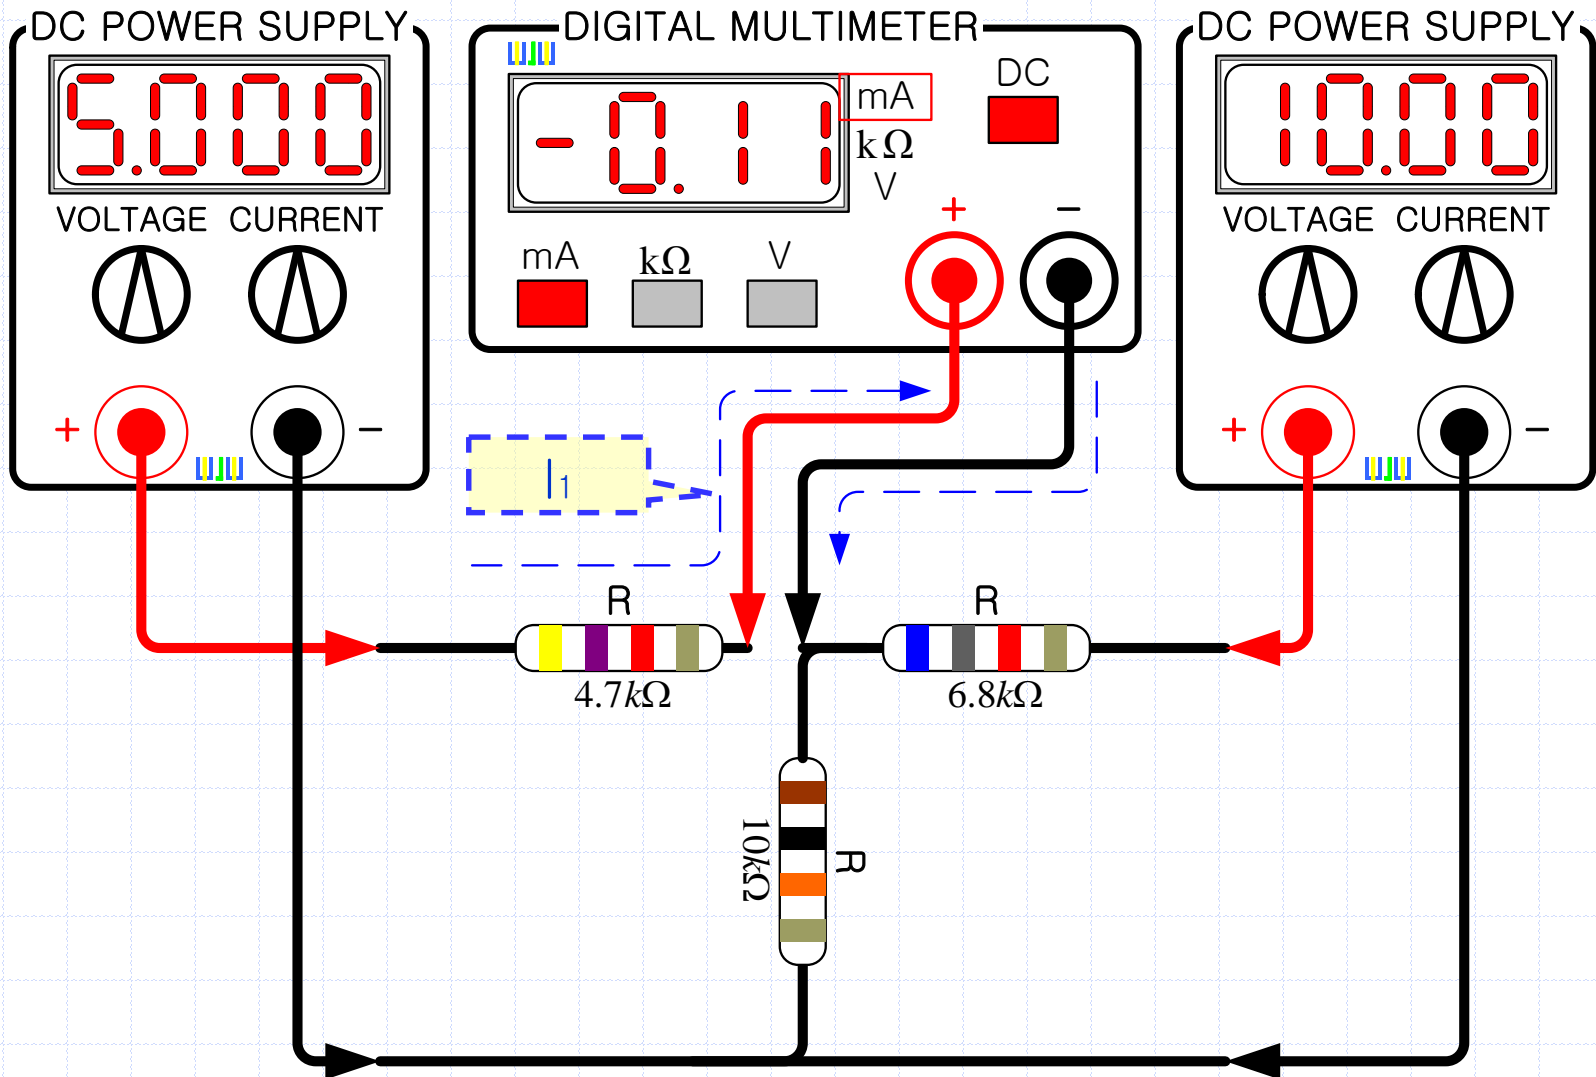 DC POWER SUPPLY
5.000
VOLTAGE CURRENT
+ −
DIGITAL MULTIMETER
-0.11
mA
kΩ
V
DC
mA kΩ V
+ −
DC POWER SUPPLY
10.00
VOLTAGE CURRENT
+ −
I1
R
4.7kΩ
R
6.8kΩ
R
10kΩ